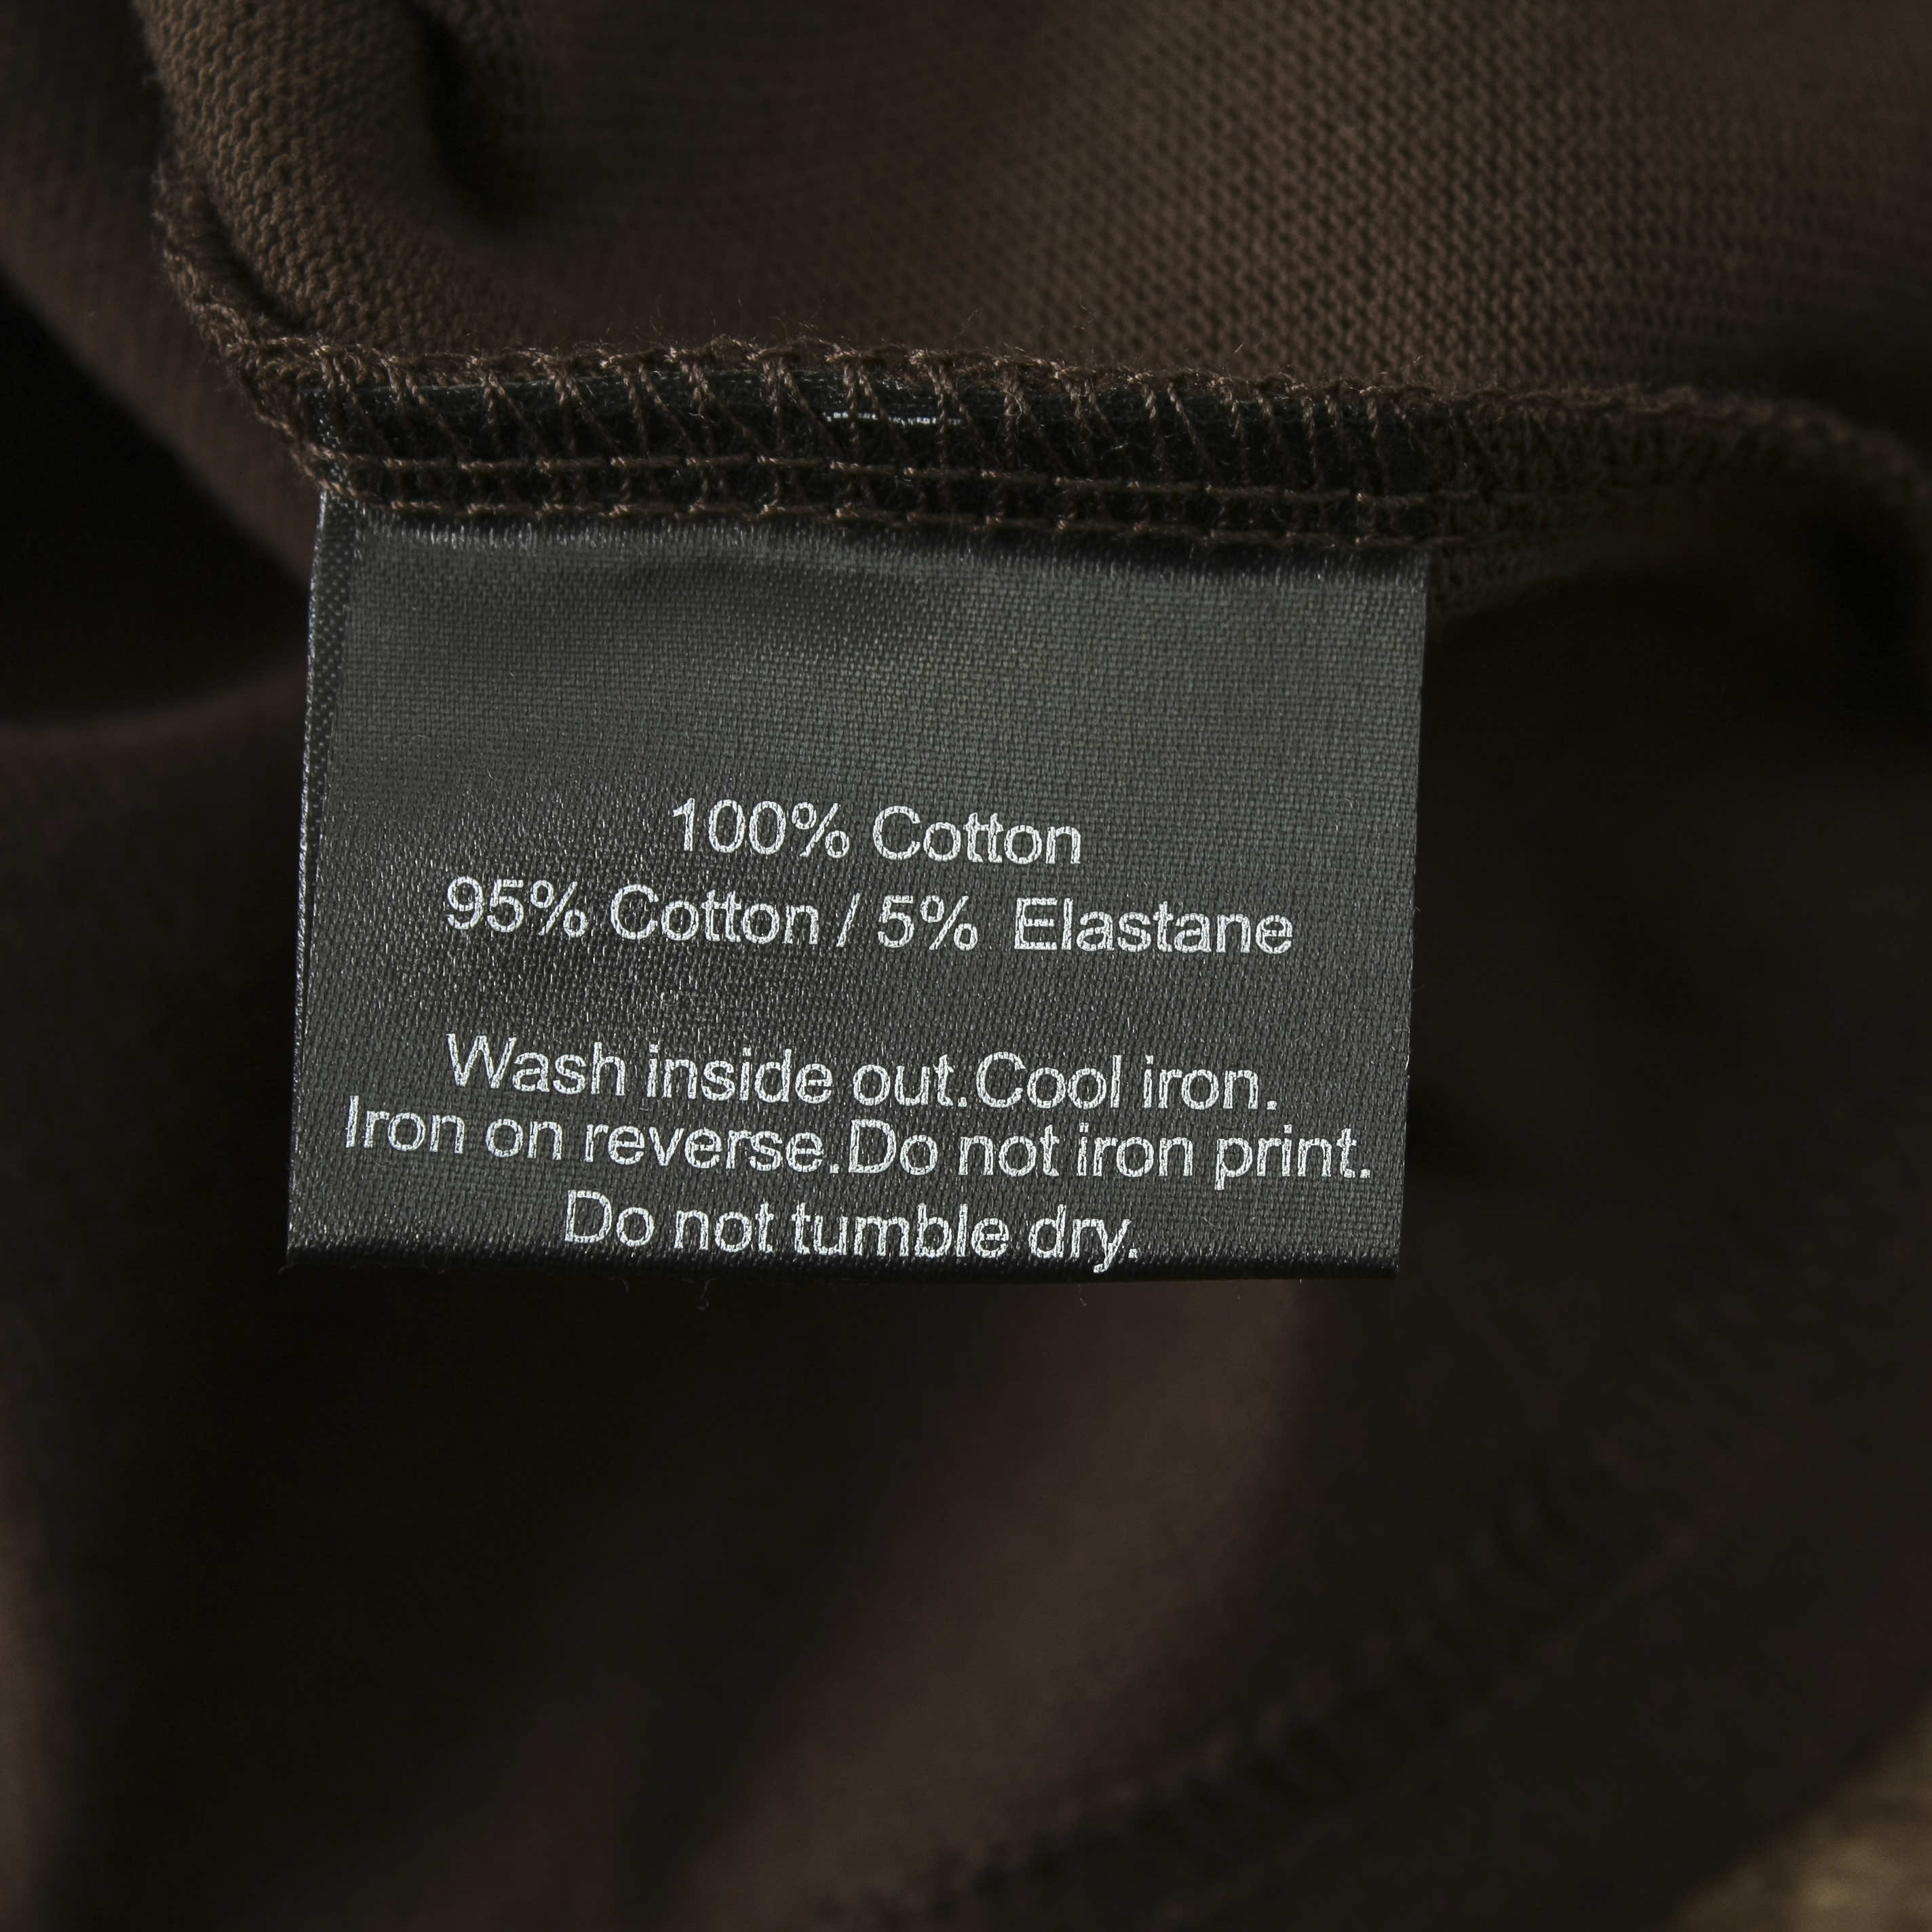 100% Cotton
95% Cotton / 5% Elastane
Wash inside out.Cool iron.
Iron on reverse.Do not iron print.
Do not tumble dry.